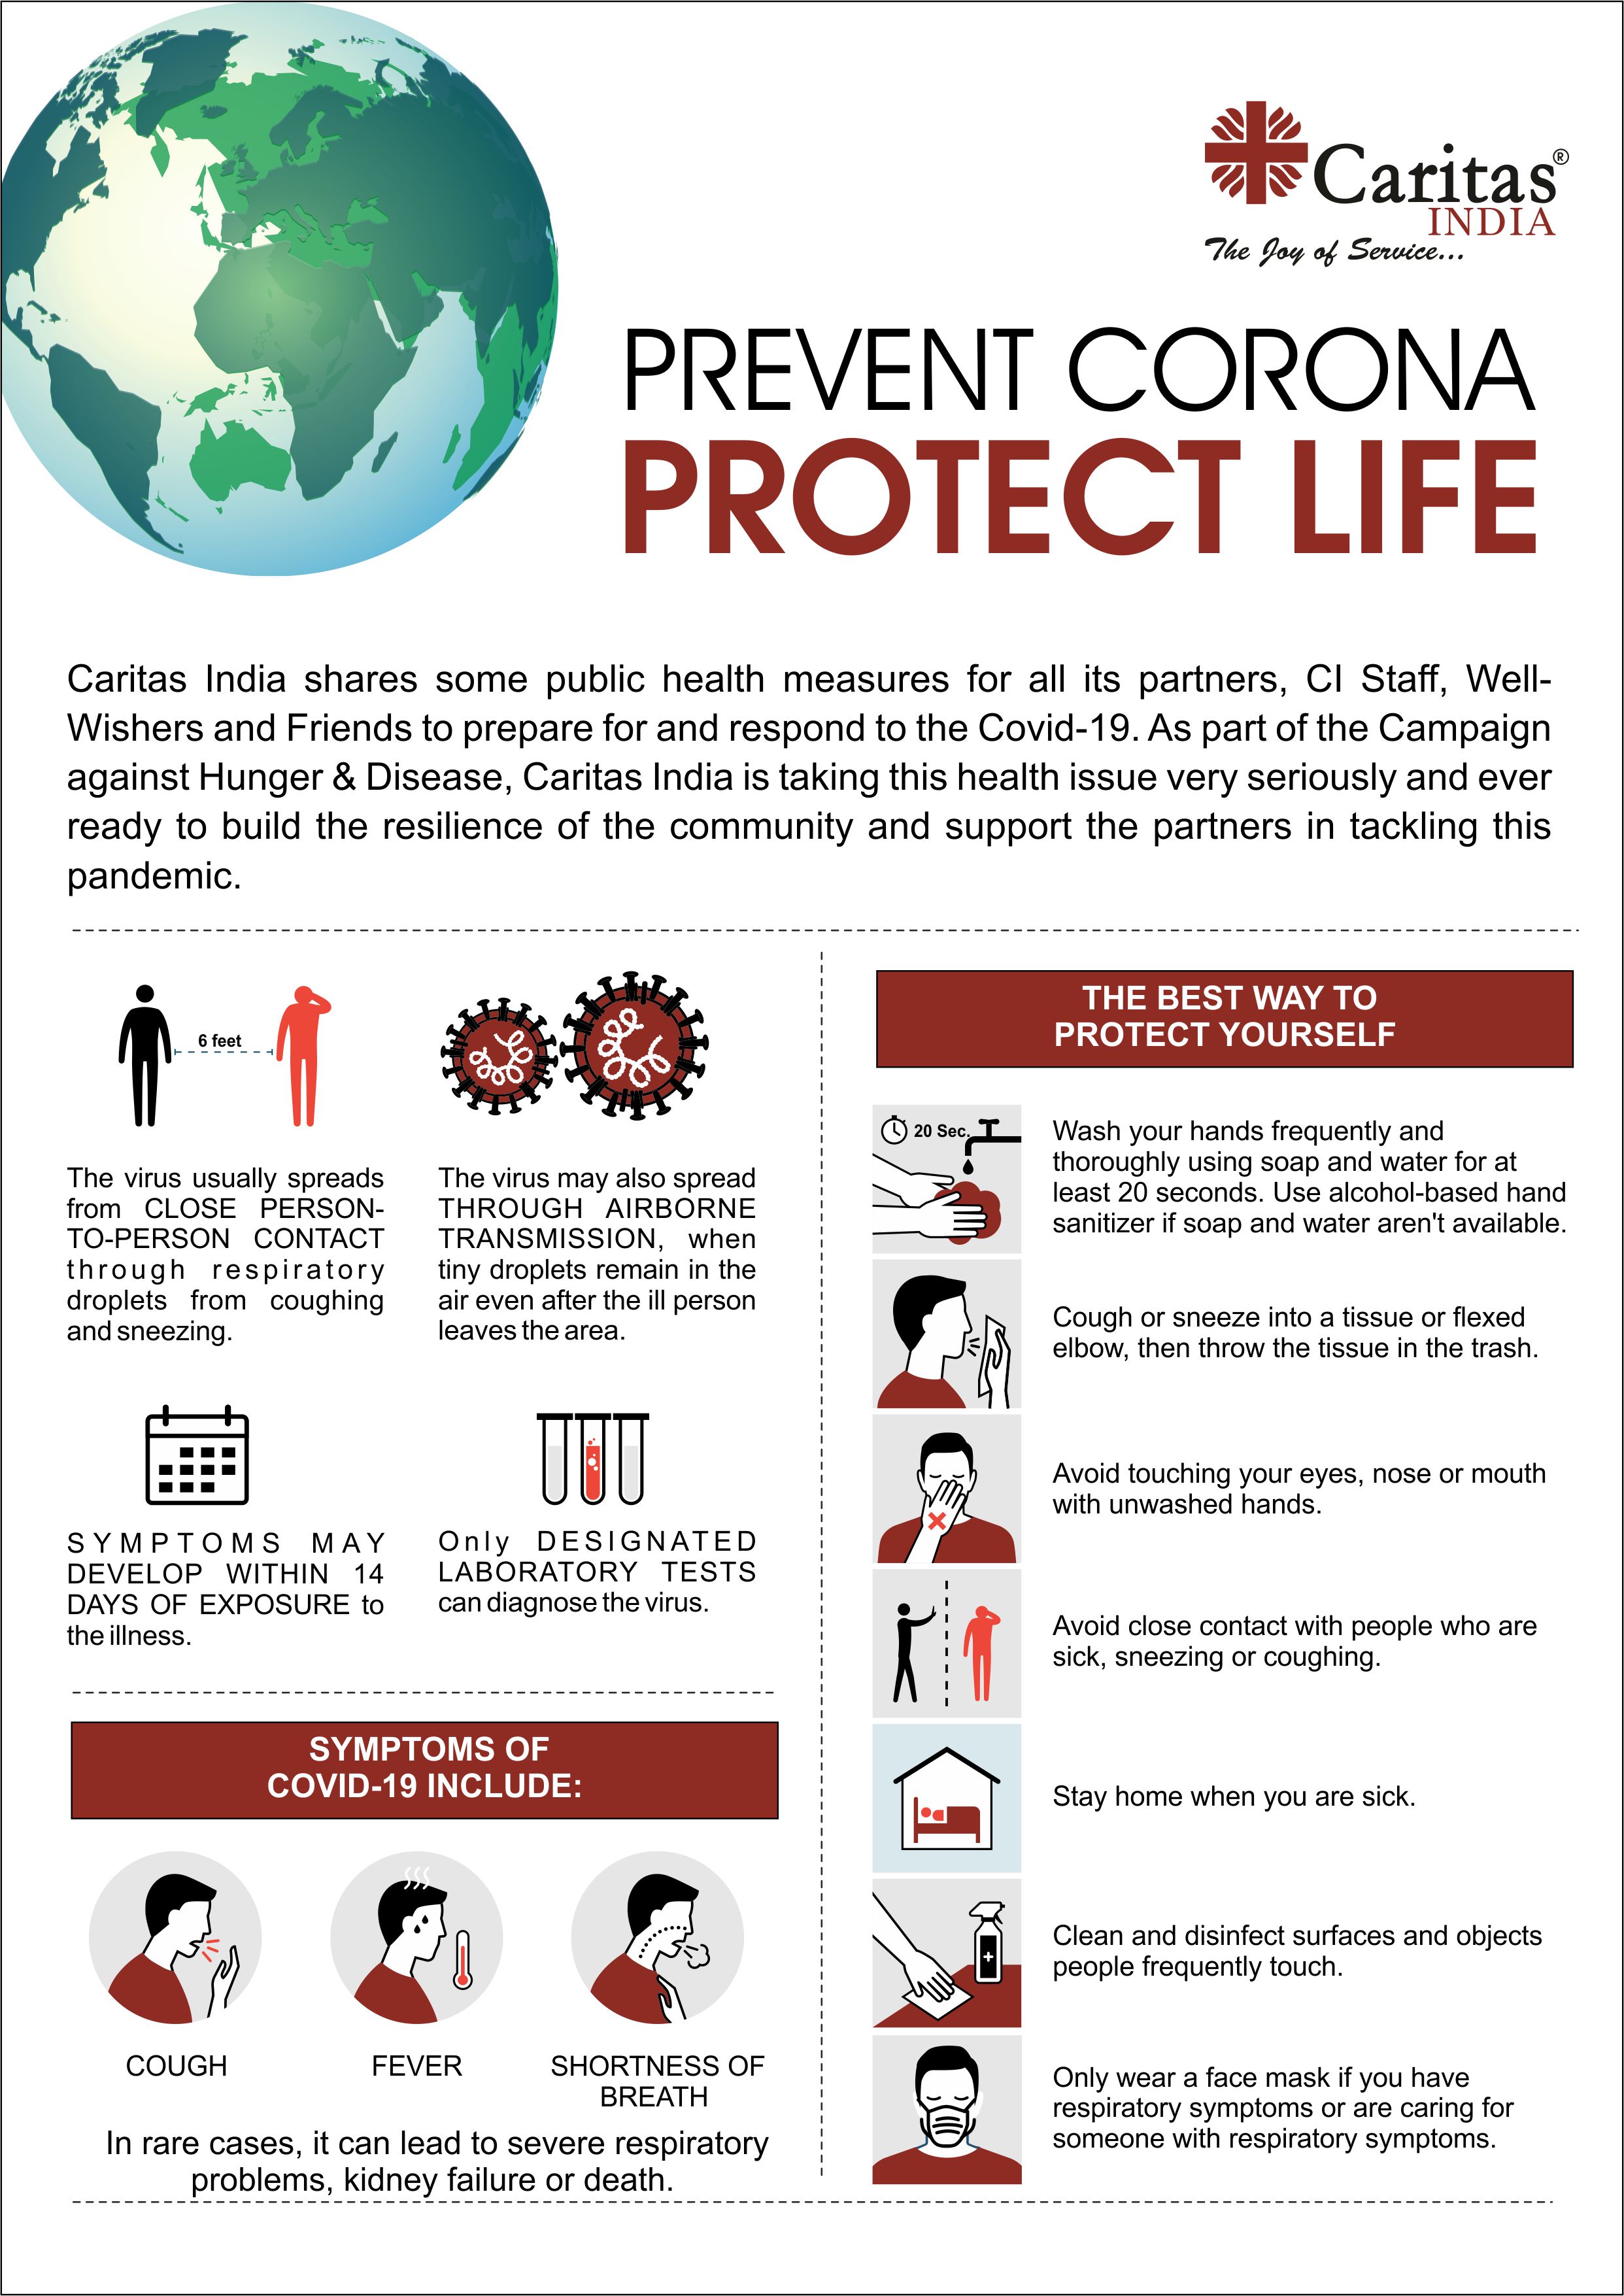 Caritas®
INDIA
The Joy of Service...
PREVENT CORONA
PROTECT LIFE
Caritas India shares some public health measures for all its partners, CI Staff, Well-
Wishers and Friends to prepare for and respond to the Covid-19. As part of the Campaign
against Hunger & Disease, Caritas India is taking this health issue very seriously and ever
ready to build the resilience of the community and support the partners in tackling this
pandemic.
6 feet
The virus usually spreads
from CLOSE PERSON-
TO-PERSON CONTACT
through respiratory
droplets from coughing
and sneezing.
The virus may also spread
THROUGH AIRBORNE
TRANSMISSION, when
tiny droplets remain in the
air even after the ill person
leaves the area.
SYMPTOMS MAY
DEVELOP WITHIN 14
DAYS OF EXPOSURE to
the illness.
Only DESIGNATED
LABORATORY TESTS
can diagnose the virus.
SYMPTOMS OF
COVID-19 INCLUDE:
COUGH
FEVER
SHORTNESS OF
BREATH
In rare cases, it can lead to severe respiratory
problems, kidney failure or death.
THE BEST WAY TO
PROTECT YOURSELF
20 Sec.
Wash your hands frequently and
thoroughly using soap and water for at
least 20 seconds. Use alcohol-based hand
sanitizer if soap and water aren't available.
Cough or sneeze into a tissue or flexed
elbow, then throw the tissue in the trash.
Avoid touching your eyes, nose or mouth
with unwashed hands.
Avoid close contact with people who are
sick, sneezing or coughing.
Stay home when you are sick.
Clean and disinfect surfaces and objects
people frequently touch.
Only wear a face mask if you have
respiratory symptoms or are caring for
someone with respiratory symptoms.